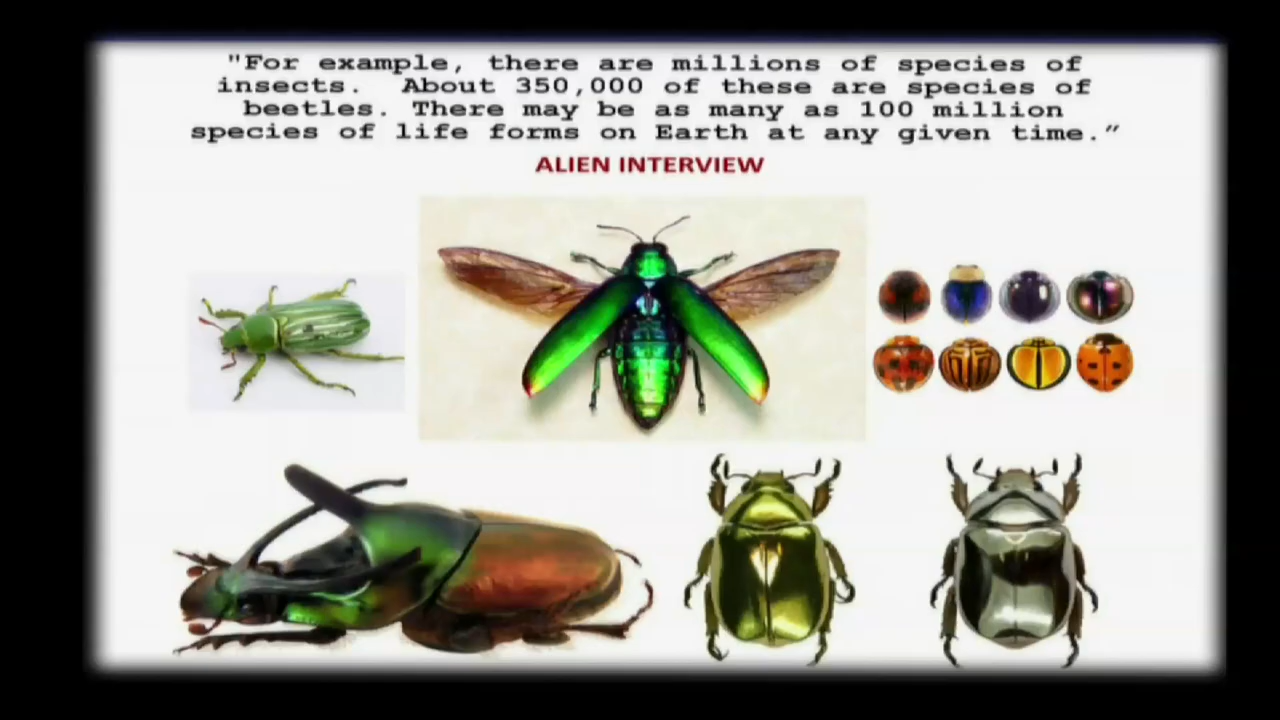 "For example, there are millions of species of
insects.  About 350,000 of these are species of
beetles. There may be as many as 100 million
species of life forms on Earth at any given time.”
ALIEN INTERVIEW